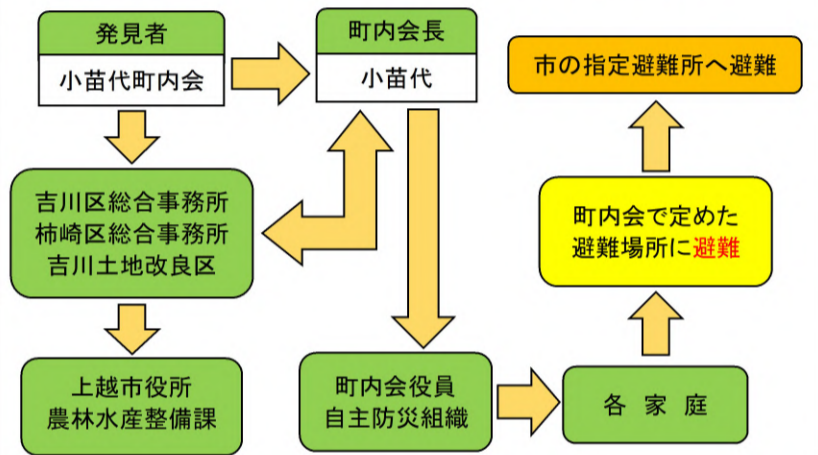 発見者
小苗代町内会
町内会長
小苗代
市の指定避難所へ避難
吉川区総合事務所
柿崎区総合事務所
吉川土地改良区
町内会で定めた
避難場所に避難
上越市役所
農林水産整備課
町内会役員
自主防災組織
各 家 庭